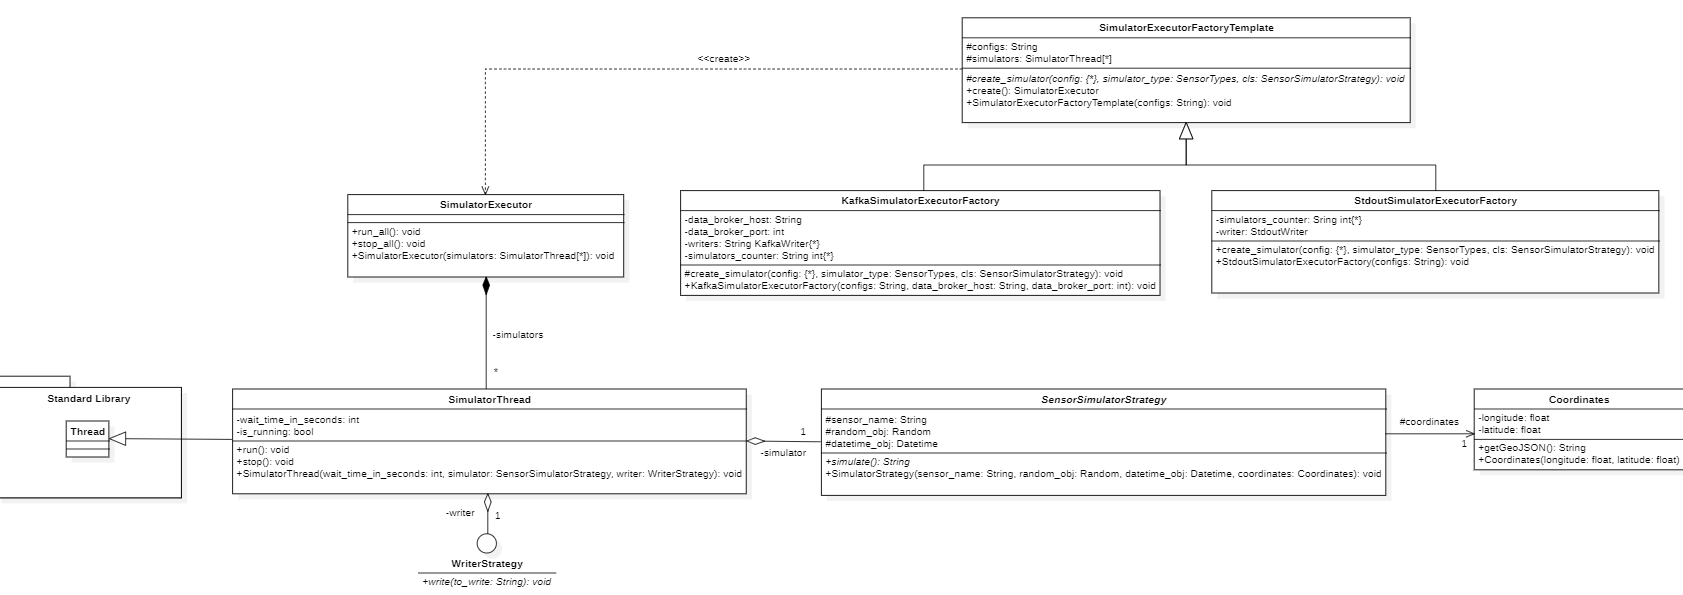 SimulatorExecutorFactoryTemplate
#configs: String
#simulators: SimulatorThread[*]
#create_simulator(config: {*}, simulator_type: SensorTypes, cls: SensorSimulatorStrategy): void
+create(): SimulatorExecutor
+SimulatorExecutorFactoryTemplate(configs: String): void
<<create>>
SimulatorExecutor
+run_all(): void
+stop_all(): void
+SimulatorExecutor(simulators: SimulatorThread[*]): void
KafkaSimulatorExecutorFactory
-data_broker_host: String
-data_broker_port: int
-writers: String KafkaWriter{*}
-simulators_counter: String int{*}
#create_simulator(config: {*}, simulator_type: SensorTypes, cls: SensorSimulatorStrategy): void
+KafkaSimulatorExecutorFactory(configs: String, data_broker_host: String, data_broker_port: int): void
StdoutSimulatorExecutorFactory
-simulators_counter: Sring int{*}
-writer: StdoutWriter
+create_simulator(config: {*}, simulator_type: SensorTypes, cls: SensorSimulatorStrategy): void
+StdoutSimulatorExecutorFactory(configs: String): void
-simulators
*
Standard Library
Thread
SimulatorThread
-wait_time_in_seconds: int
-is_running: bool
+run(): void
+stop(): void
+SimulatorThread(wait_time_in_seconds: int, simulator: SensorSimulatorStrategy, writer: WriterStrategy): void
1
-simulator
SensorSimulatorStrategy
#sensor_name: String
#random_obj: Random
#datetime_obj: Datetime
+simulate(): String
+SimulatorStrategy(sensor_name: String, random_obj: Random, datetime_obj: Datetime, coordinates: Coordinates): void
#coordinates
1
Coordinates
-longitude: float
-latitude: float
+getGeoJSON(): String
+Coordinates(longitude: float, latitude: float)
-writer
1
WriterStrategy
+write(to_write: String): void